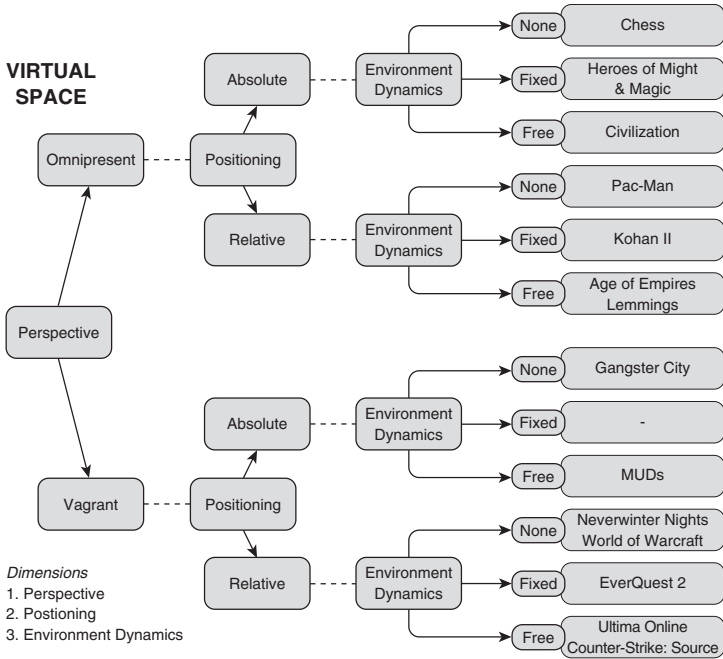 VIRTUAL
SPACE
Perspective
Omnipresent
Positioning
Absolute
Environment
Dynamics
None
Chess
Fixed
Heroes of Might
& Magic
Free
Civilization
Relative
Environment
Dynamics
None
Pac-Man
Fixed
Kohan II
Free
Age of Empires
Lemmings
Vagrant
Positioning
Absolute
Environment
Dynamics
None
Gangster City
Fixed
-
Free
MUDs
Relative
Environment
Dynamics
None
Neverwinter Nights
World of Warcraft
Fixed
EverQuest 2
Free
Ultima Online
Counter-Strike: Source
Dimensions
1. Perspective
2. Postioning
3. Environment Dynamics